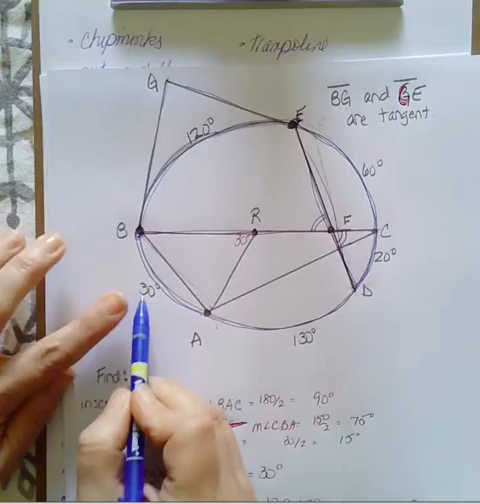 • Chipmunks
• Trampoline
G
BG and GE
are tangent.
E
120°
60°
B
R
F
C
30°
20°
30°
D
A
130°
Find:
BAC = 180/2 = 90°
m∠CBA = 150/2 = 75°
= 30/2 = 15°
= 30°